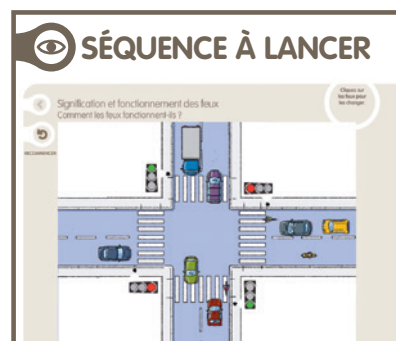 SÉQUENCE À LANCER
Cliquez sur
les feux pour
les changer
Signification et fonctionnement des feux
Comment les feux fonctionnent-ils ?
RECOMMENCER